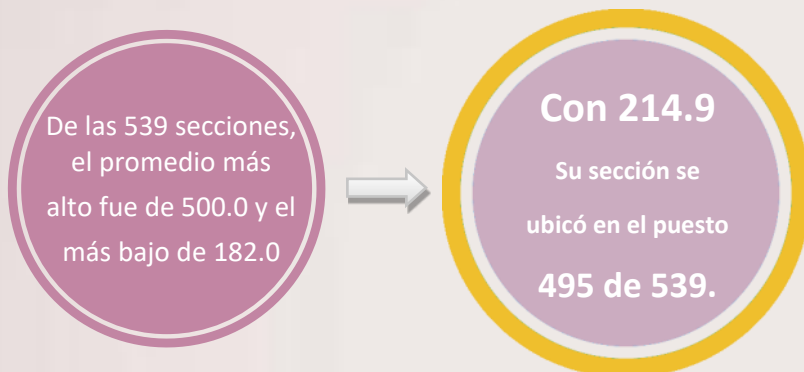 De las 539 secciones,
el promedio más
alto fue de 500.0 y el
más bajo de 182.0
Con 214.9
Su sección se
ubicó en el puesto
495 de 539.